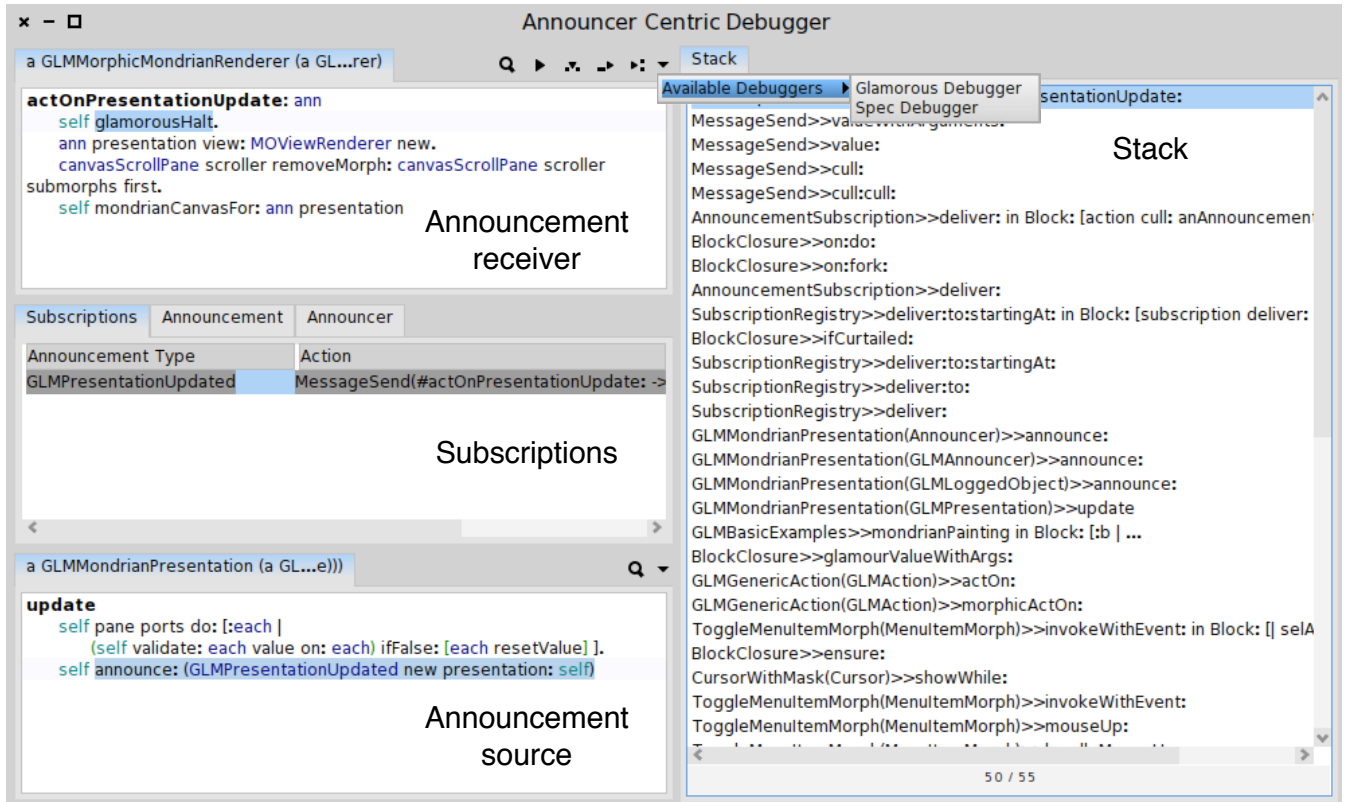 Announcer Centric Debugger
a GLMMorphicMondrianRenderer (a GL...rer)
actOnPresentationUpdate: ann
self glamorousHalt.
ann presentation view: MOViewRenderer new.
canvasScrollPane scroller removeMorph: canvasScrollPane scroller
submorphs first.
self mondrianCanvasFor: ann presentation
Announcement
receiver
Subscriptions Announcement Announcer
Announcement Type Action
GLMPresentationUpdated MessageSend(#actOnPresentationUpdate: ->
Subscriptions
a GLMMondrianPresentation (a GL...e)))
update
self pane ports do: [:each |
(self validate: each value on: each) ifFalse: [each resetValue] ].
self announce: (GLMPresentationUpdated new presentation: self)
Announcement
source
Stack
Available Debuggers
Glamorous Debugger
Spec Debugger
sentationUpdate:
MessageSend>>valueWithArguments:
MessageSend>>value:
MessageSend>>cull:
MessageSend>>cull:cull:
AnnouncementSubscription>>deliver: in Block: [action cull: anAnnouncement
BlockClosure>>on:do:
BlockClosure>>on:fork:
AnnouncementSubscription>>deliver:
SubscriptionRegistry>>deliver:to:startingAt: in Block: [subscription deliver:
BlockClosure>>ifCurtailed:
SubscriptionRegistry>>deliver:to:startingAt:
SubscriptionRegistry>>deliver:to:
SubscriptionRegistry>>deliver:
GLMMondrianPresentation(Announcer)>>announce:
GLMMondrianPresentation(GLMAnnouncer)>>announce:
GLMMondrianPresentation(GLMLoggedObject)>>announce:
GLMMondrianPresentation(GLMPresentation)>>update
GLMBasicExamples>>mondrianPainting in Block: [:b | ...
BlockClosure>>glamourValueWithArgs:
GLMGenericAction(GLMAction)>>actOn:
GLMGenericAction(GLMAction)>>morphicActOn:
ToggleMenuItemMorph(MenuItemMorph)>>invokeWithEvent: in Block: [| selA
BlockClosure>>ensure:
CursorWithMask(Cursor)>>showWhile:
ToggleMenuItemMorph(MenuItemMorph)>>invokeWithEvent:
ToggleMenuItemMorph(MenuItemMorph)>>mouseUp:
Stack
50 / 55